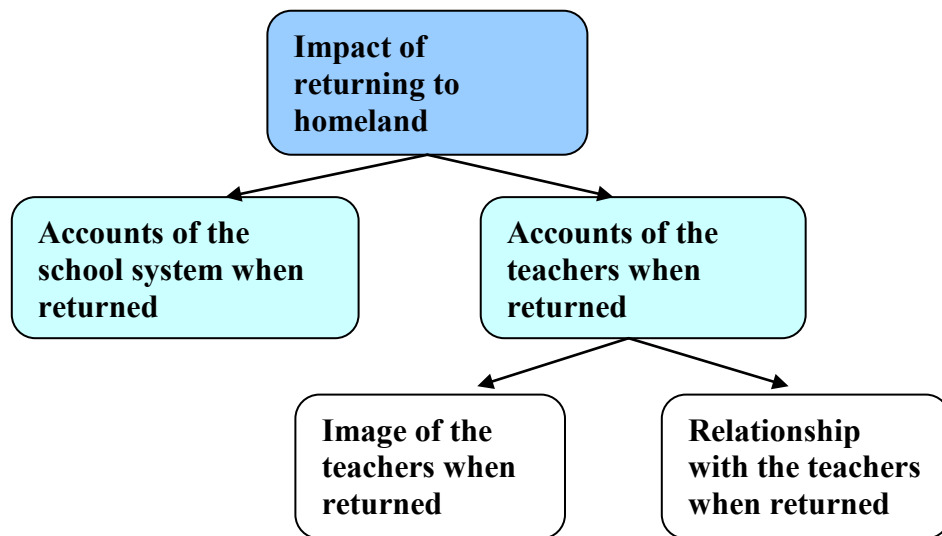 Impact of
returning to
homeland
Accounts of the
school system when
returned
Accounts of the
teachers when
returned
Image of the
teachers when
returned
Relationship
with the teachers
when returned